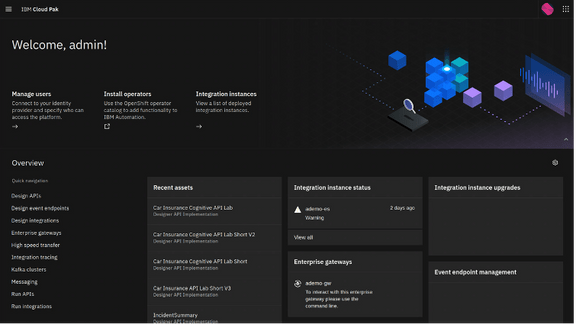 IBM Cloud Pak
Welcome, admin!
Manage users
Connect to your identity
provider and specify who can
access the platform.
Install operators
Use the OpenShift operator
catalog to add functionality to
IBM Automation.
Integration instances
View a list of deployed
integration instances.
Overview
Quick navigation
Design APIs
Design event endpoints
Design integrations
Enterprise gateways
High speed transfer
Integration tracing
Kafka clusters
Messaging
Run APIs
Run integrations
Recent assets
Car Insurance Cognitive API Lab
Designer API Implementation
Car Insurance Cognitive API Lab Short V2
Designer API Implementation
Car Insurance Cognitive API Lab Short
Designer API Implementation
Car Insurance API Lab Short V3
Designer API Implementation
IncidentSummary
Designer API Implementation
Integration instance status
ademo-es
2 days ago
Warning
View all
Enterprise gateways
ademo-gw
To interact with this enterprise
gateway please use the
command line.
Integration instance upgrades
Event endpoint management